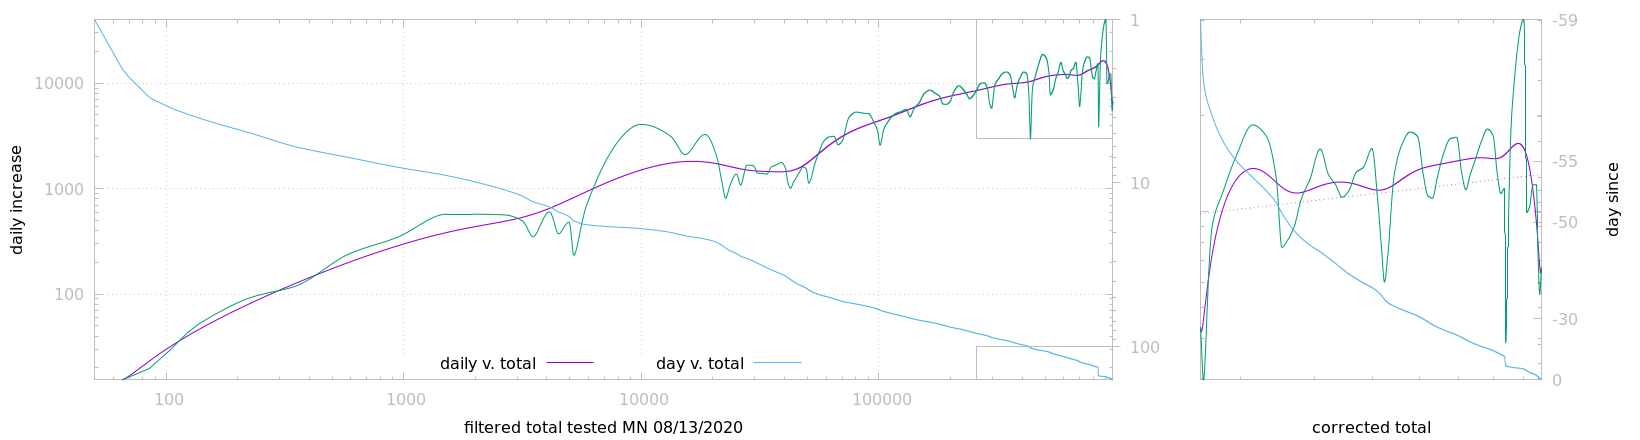 1
-59
10000
daily increase
-55
day since
1000
10
-50
100
-30
daily v. total
day v. total
100
0
100
1000
10000
100000
filtered total tested MN 08/13/2020
corrected total